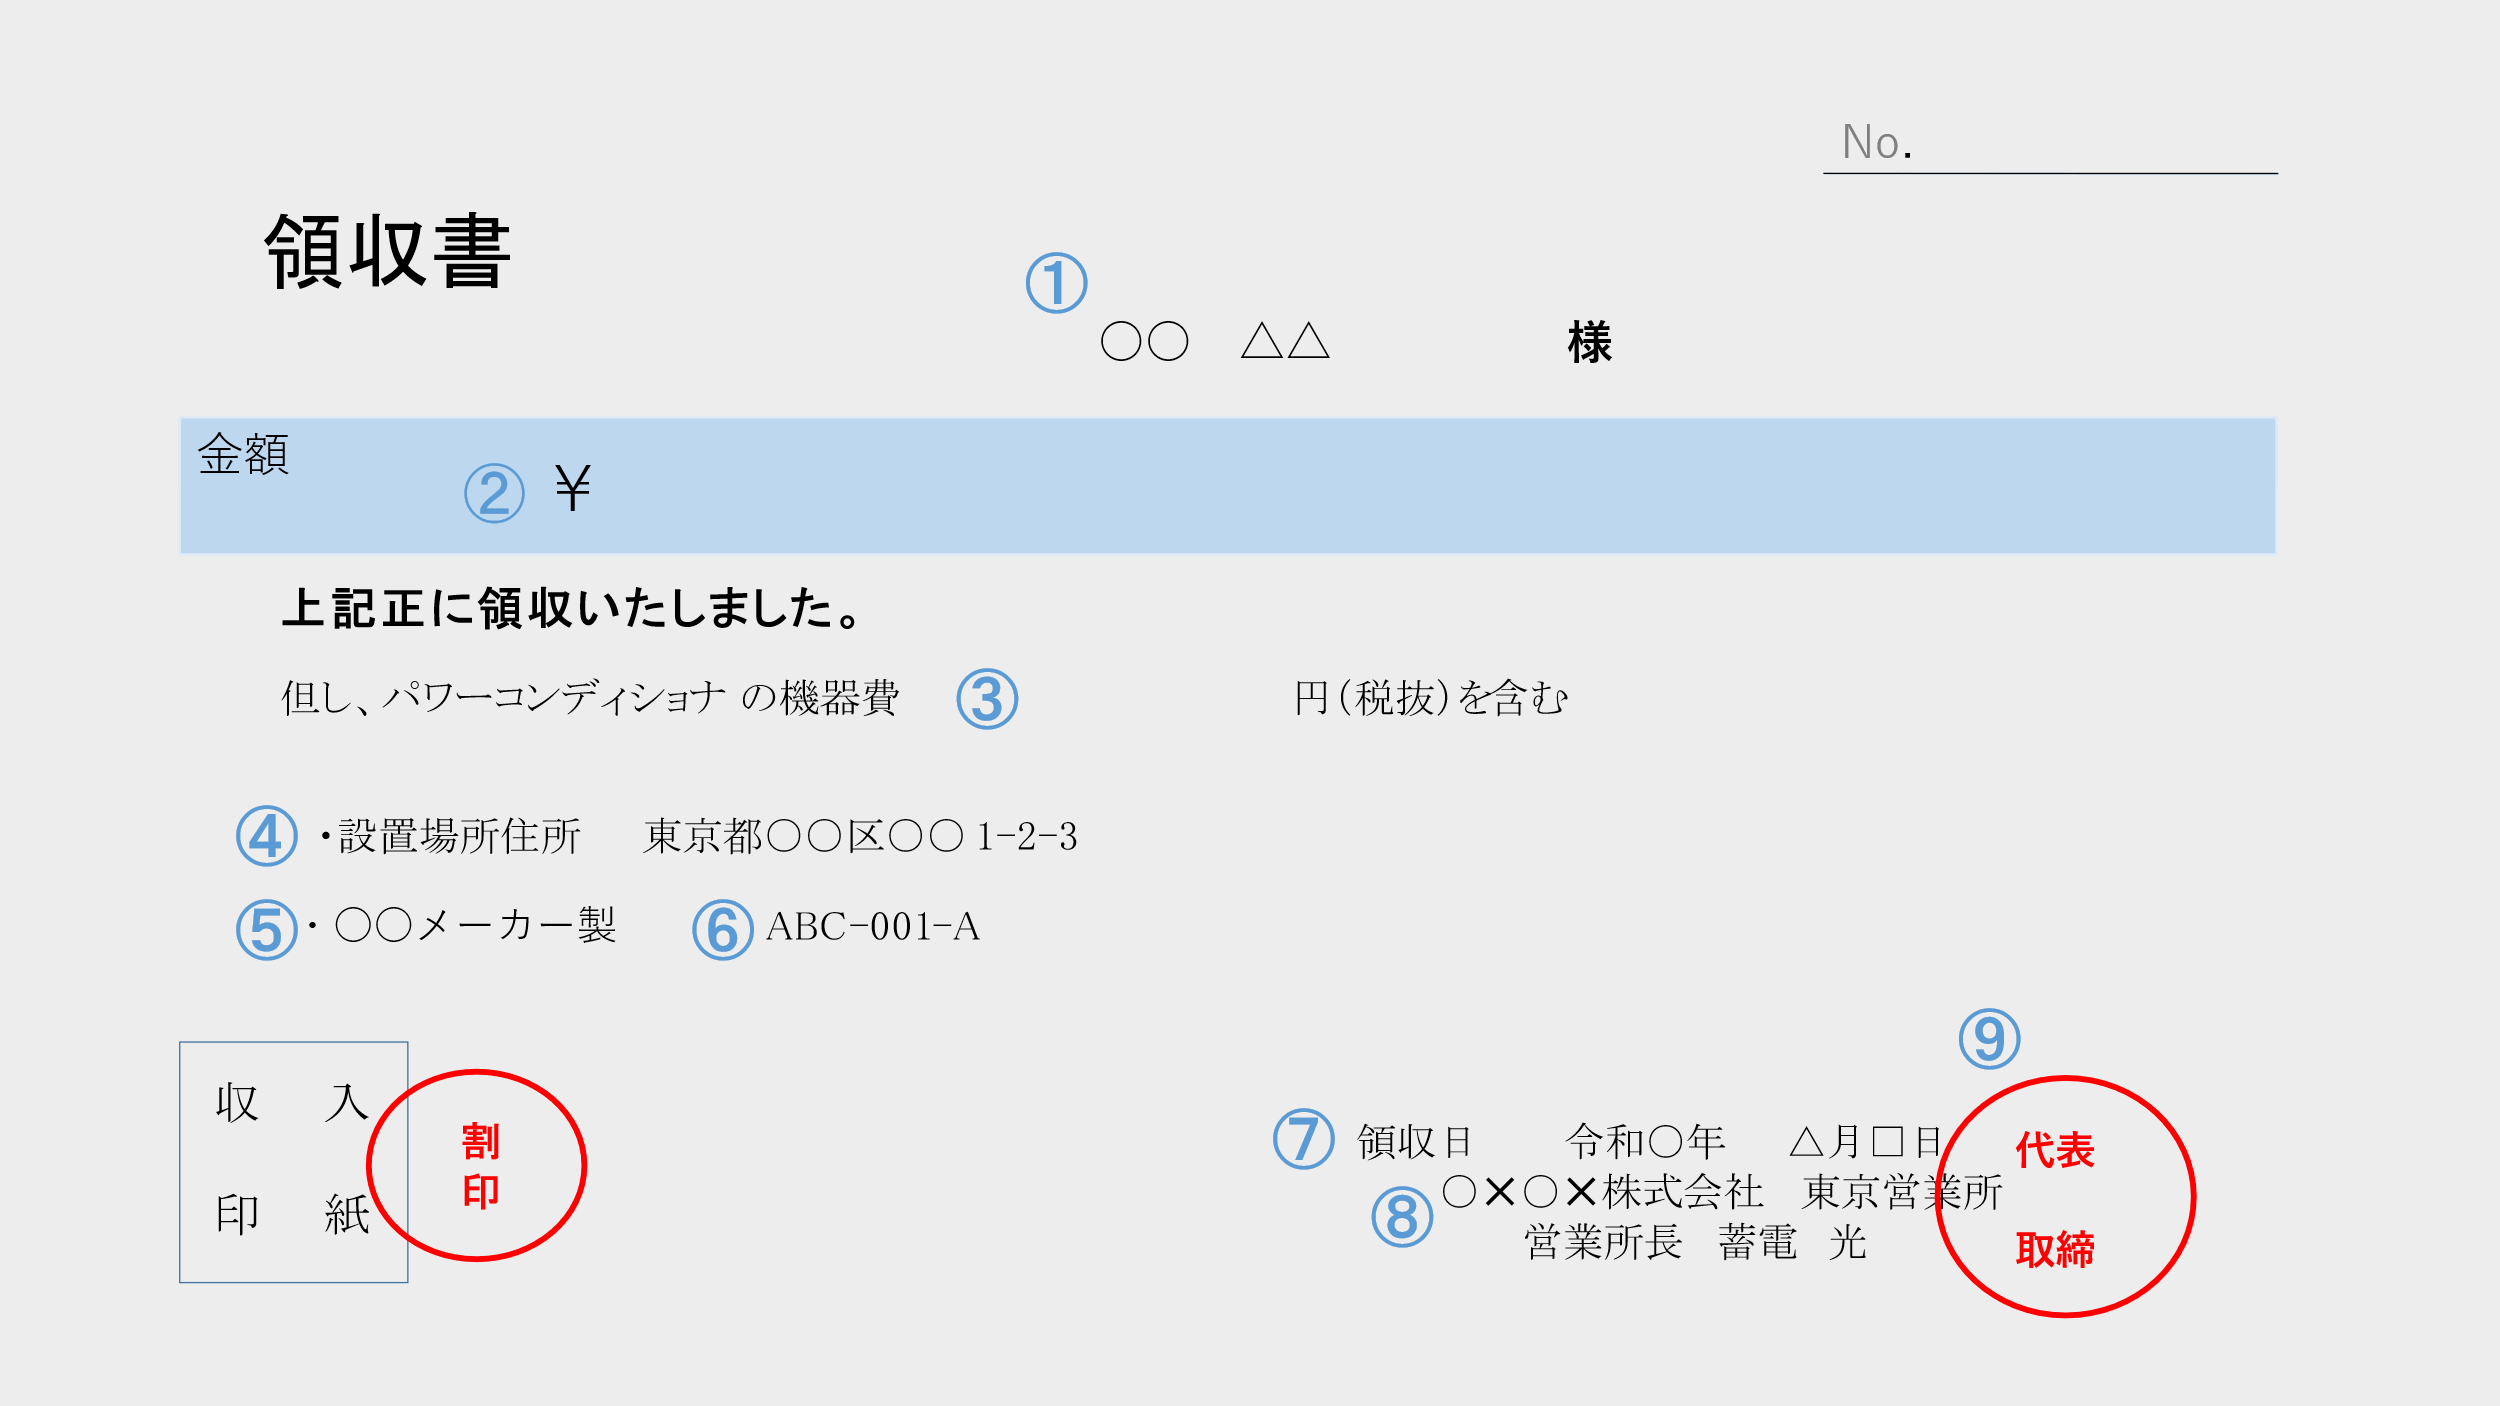 No.
領収書
①
○○　△△　様
金額
② ￥
上記正に領収いたしました。
但し、パワーコンディショナ の機器費 ③ 円(税抜)を含む
④ ・設置場所住所　東京都○○区○○ 1-2-3
⑤ ・ ○○メーカー製 ⑥ ABC-001-A
収　入
印　紙
割
印
⑨
⑦ 領収日　令和○年　△月□日
⑧ ○×○×株式会社　東京営業所
営業所長　蓄電　光
代表
取締